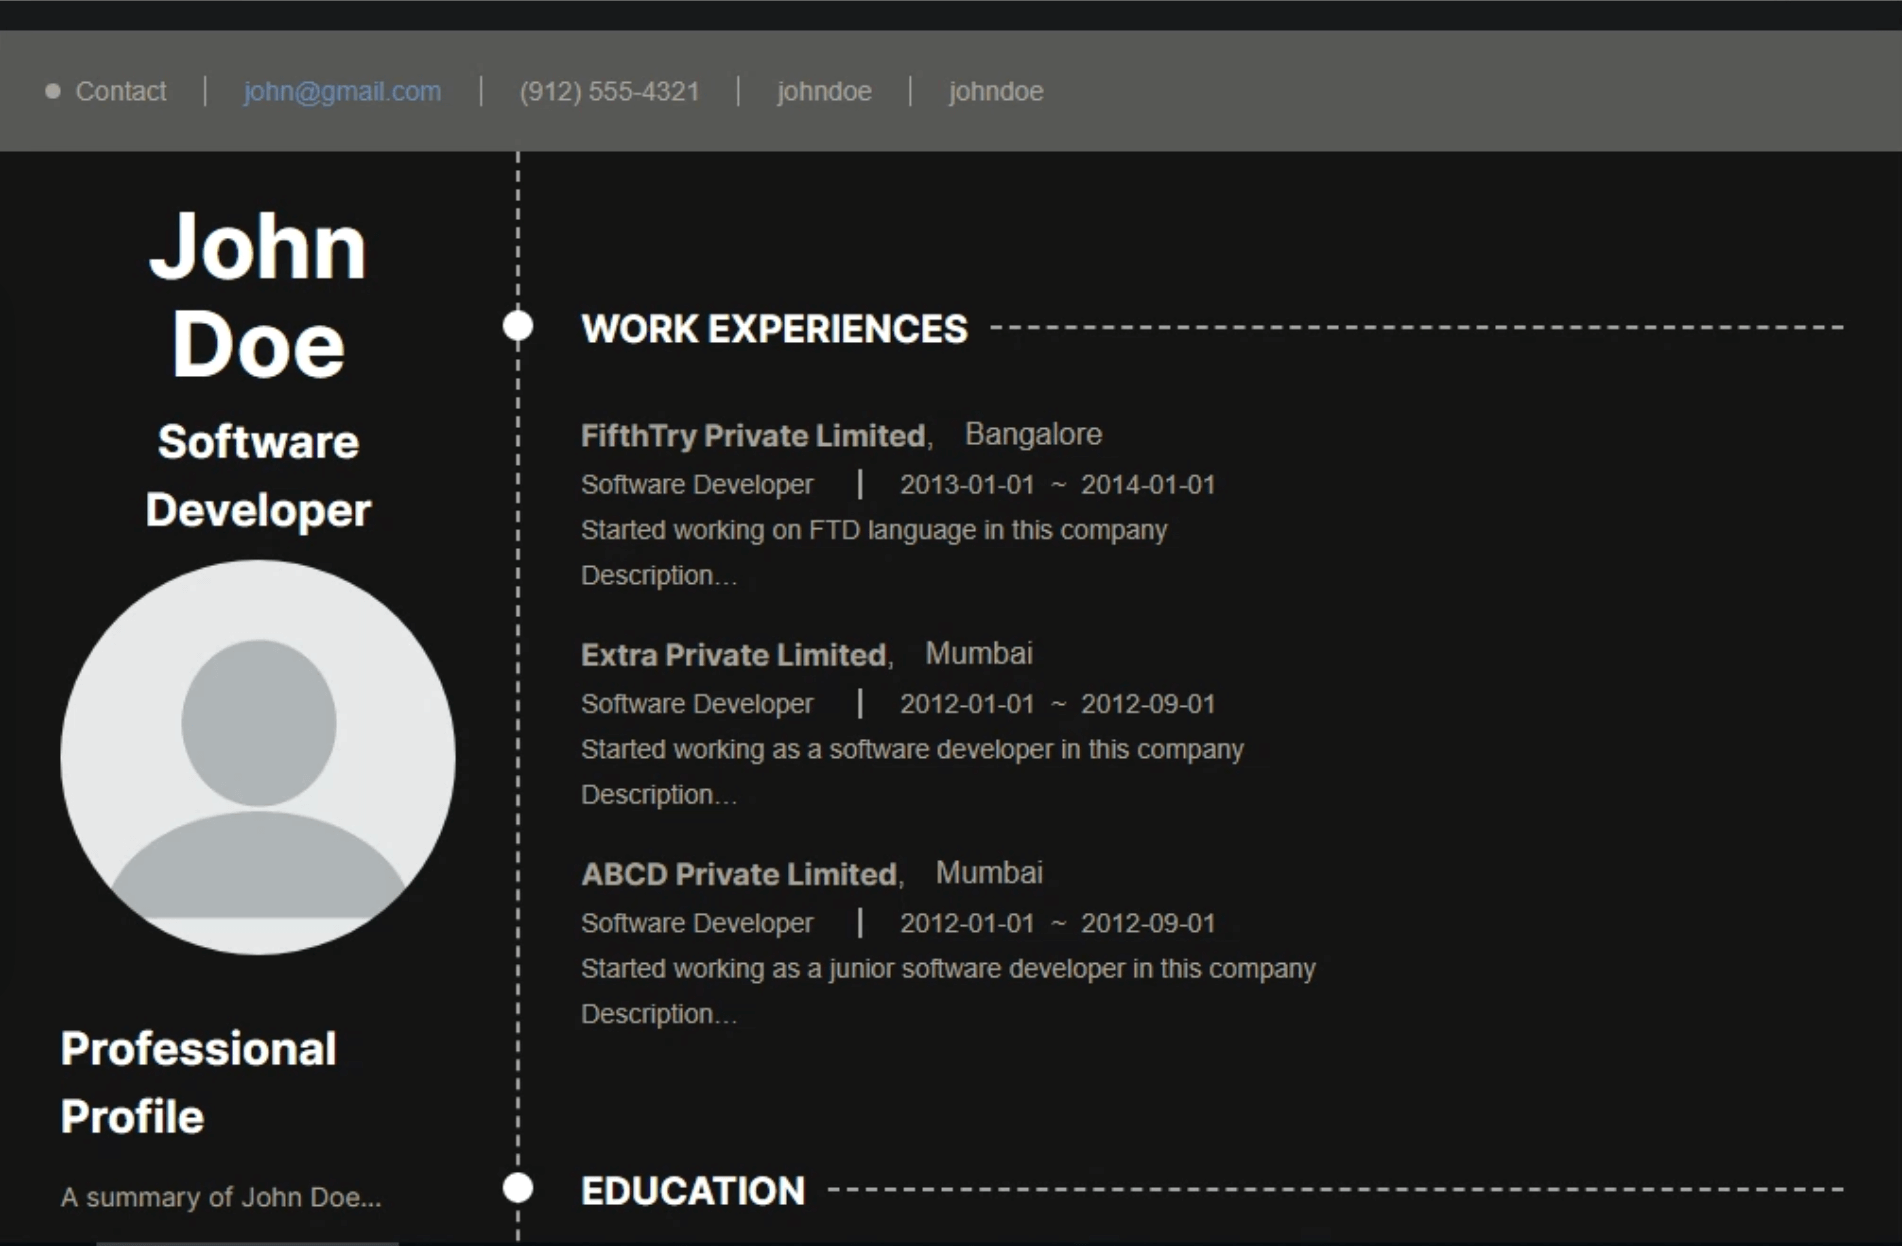 Contact | john@gmail.com | (912) 555-4321 | johndoe | johndoe
John
Doe
Software
Developer
Professional
Profile
A summary of John Doe...
WORK EXPERIENCES
FifthTry Private Limited, Bangalore
Software Developer | 2013-01-01 ~ 2014-01-01
Started working on FTD language in this company
Description...
Extra Private Limited, Mumbai
Software Developer | 2012-01-01 ~ 2012-09-01
Started working as a software developer in this company
Description...
ABCD Private Limited, Mumbai
Software Developer | 2012-01-01 ~ 2012-09-01
Started working as a junior software developer in this company
Description...
EDUCATION